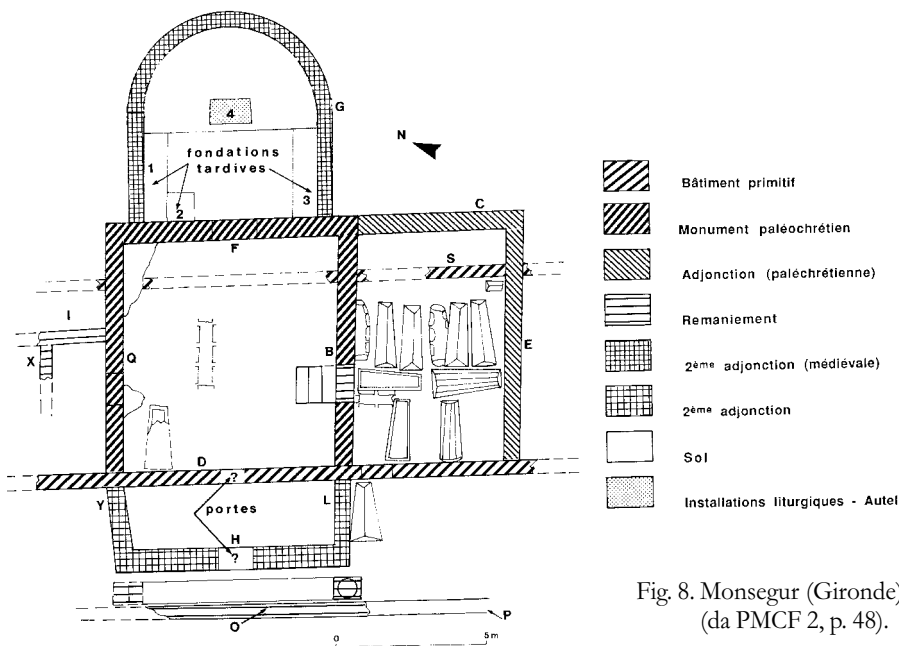 4
G
N
fondations
tardives
1
2
3
C
F
S
I
X
Q
B
E
D
?
Y
L
portes
H
?
O
P
0 5 m
Bâtiment primitif
Monument paléochrétien
Adjonction (paléchrétienne)
Remaniement
2ème adjonction (médiévale)
2ème adjonction
Sol
Installations liturgiques - Autel
Fig. 8. Monsegur (Gironde)
(da PMCF 2, p. 48).